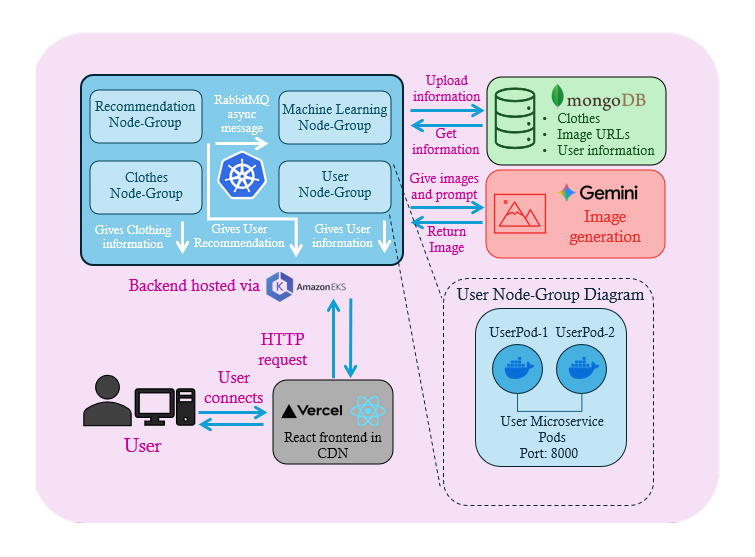 Recommendation
Node-Group
RabbitMQ
async
message
Machine Learning
Node-Group
Clothes
Node-Group
User
Node-Group
Gives Clothing
information
Gives User
Recommendation
Gives User
information
Upload
information
Get
information
mongoDB
• Clothes
• Image URLs
• User information
Give images
and prompt
Return
Image
Gemini
Image
generation
Backend hosted via
K
Amazon EKS
HTTP
request
User
connects
User
Vercel
React frontend in
CDN
User Node-Group Diagram
UserPod-1
UserPod-2
User Microservice
Pods
Port: 8000